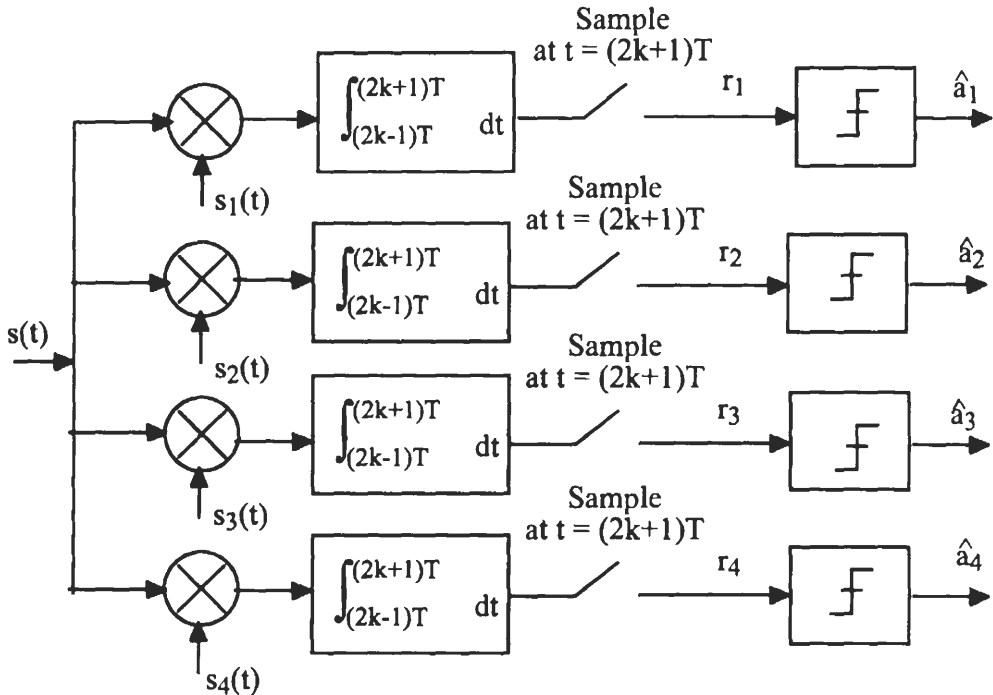 Sample
at t = (2k+1)T
∫(2k-1)T^(2k+1)T dt
r1
â1
s1(t)
Sample
at t = (2k+1)T
∫(2k-1)T^(2k+1)T dt
r2
â2
s2(t)
s(t)
Sample
at t = (2k+1)T
∫(2k-1)T^(2k+1)T dt
r3
â3
s3(t)
Sample
at t = (2k+1)T
∫(2k-1)T^(2k+1)T dt
r4
â4
s4(t)